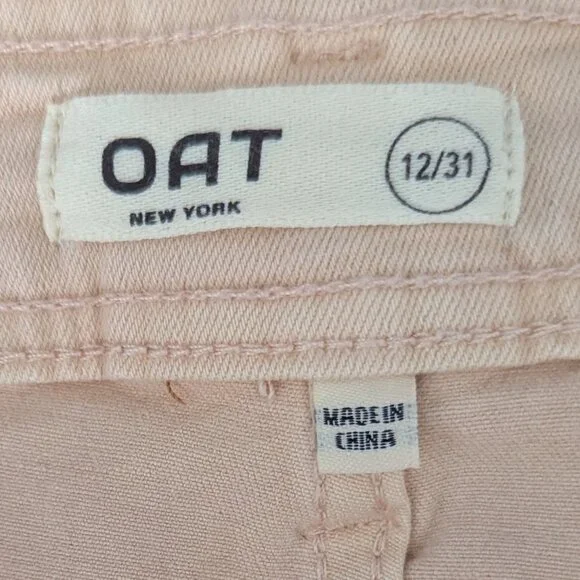 OAT
NEW YORK
12/31
MADE IN
CHINA